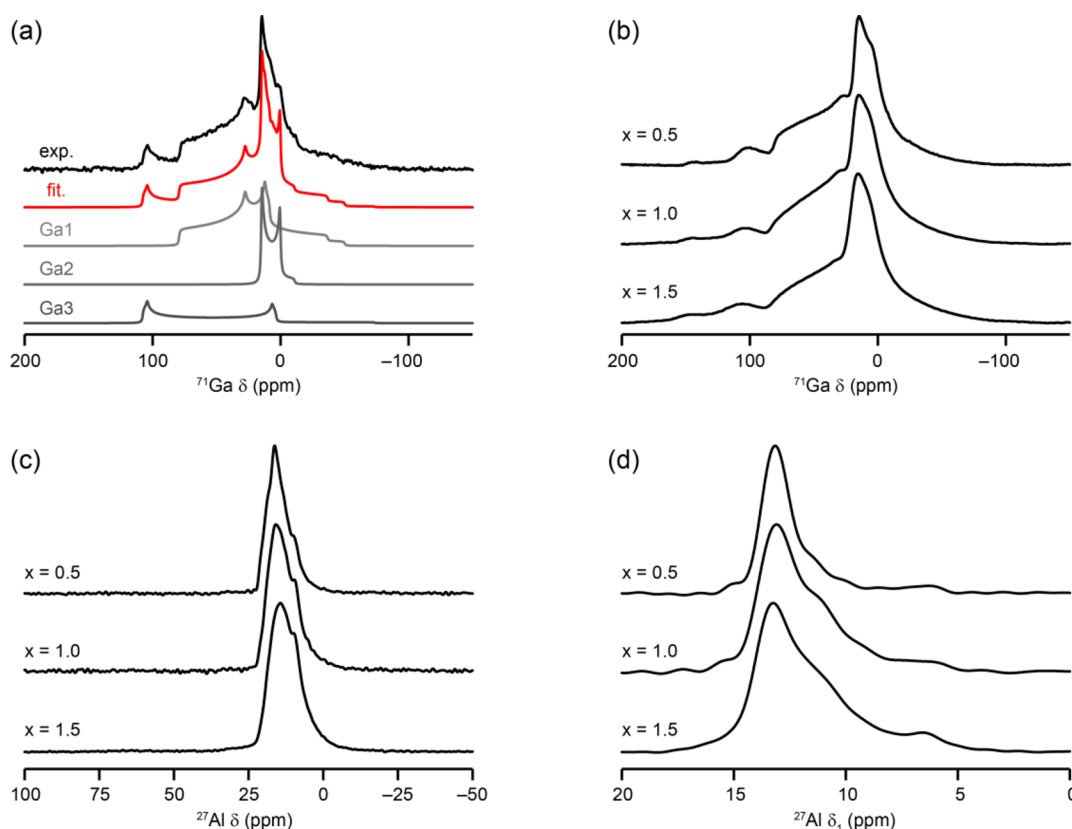 (a)
exp.
fit.
Ga1
Ga2
Ga3
200 100 0 –100
⁷¹Ga δ (ppm)
(b)
x = 0.5
x = 1.0
x = 1.5
200 100 0 –100
⁷¹Ga δ (ppm)
(c)
x = 0.5
x = 1.0
x = 1.5
100 75 50 25 0 –25 –50
²⁷Al δ (ppm)
(d)
x = 0.5
x = 1.0
x = 1.5
20 15 10 5 0
²⁷Al δ₁ (ppm)